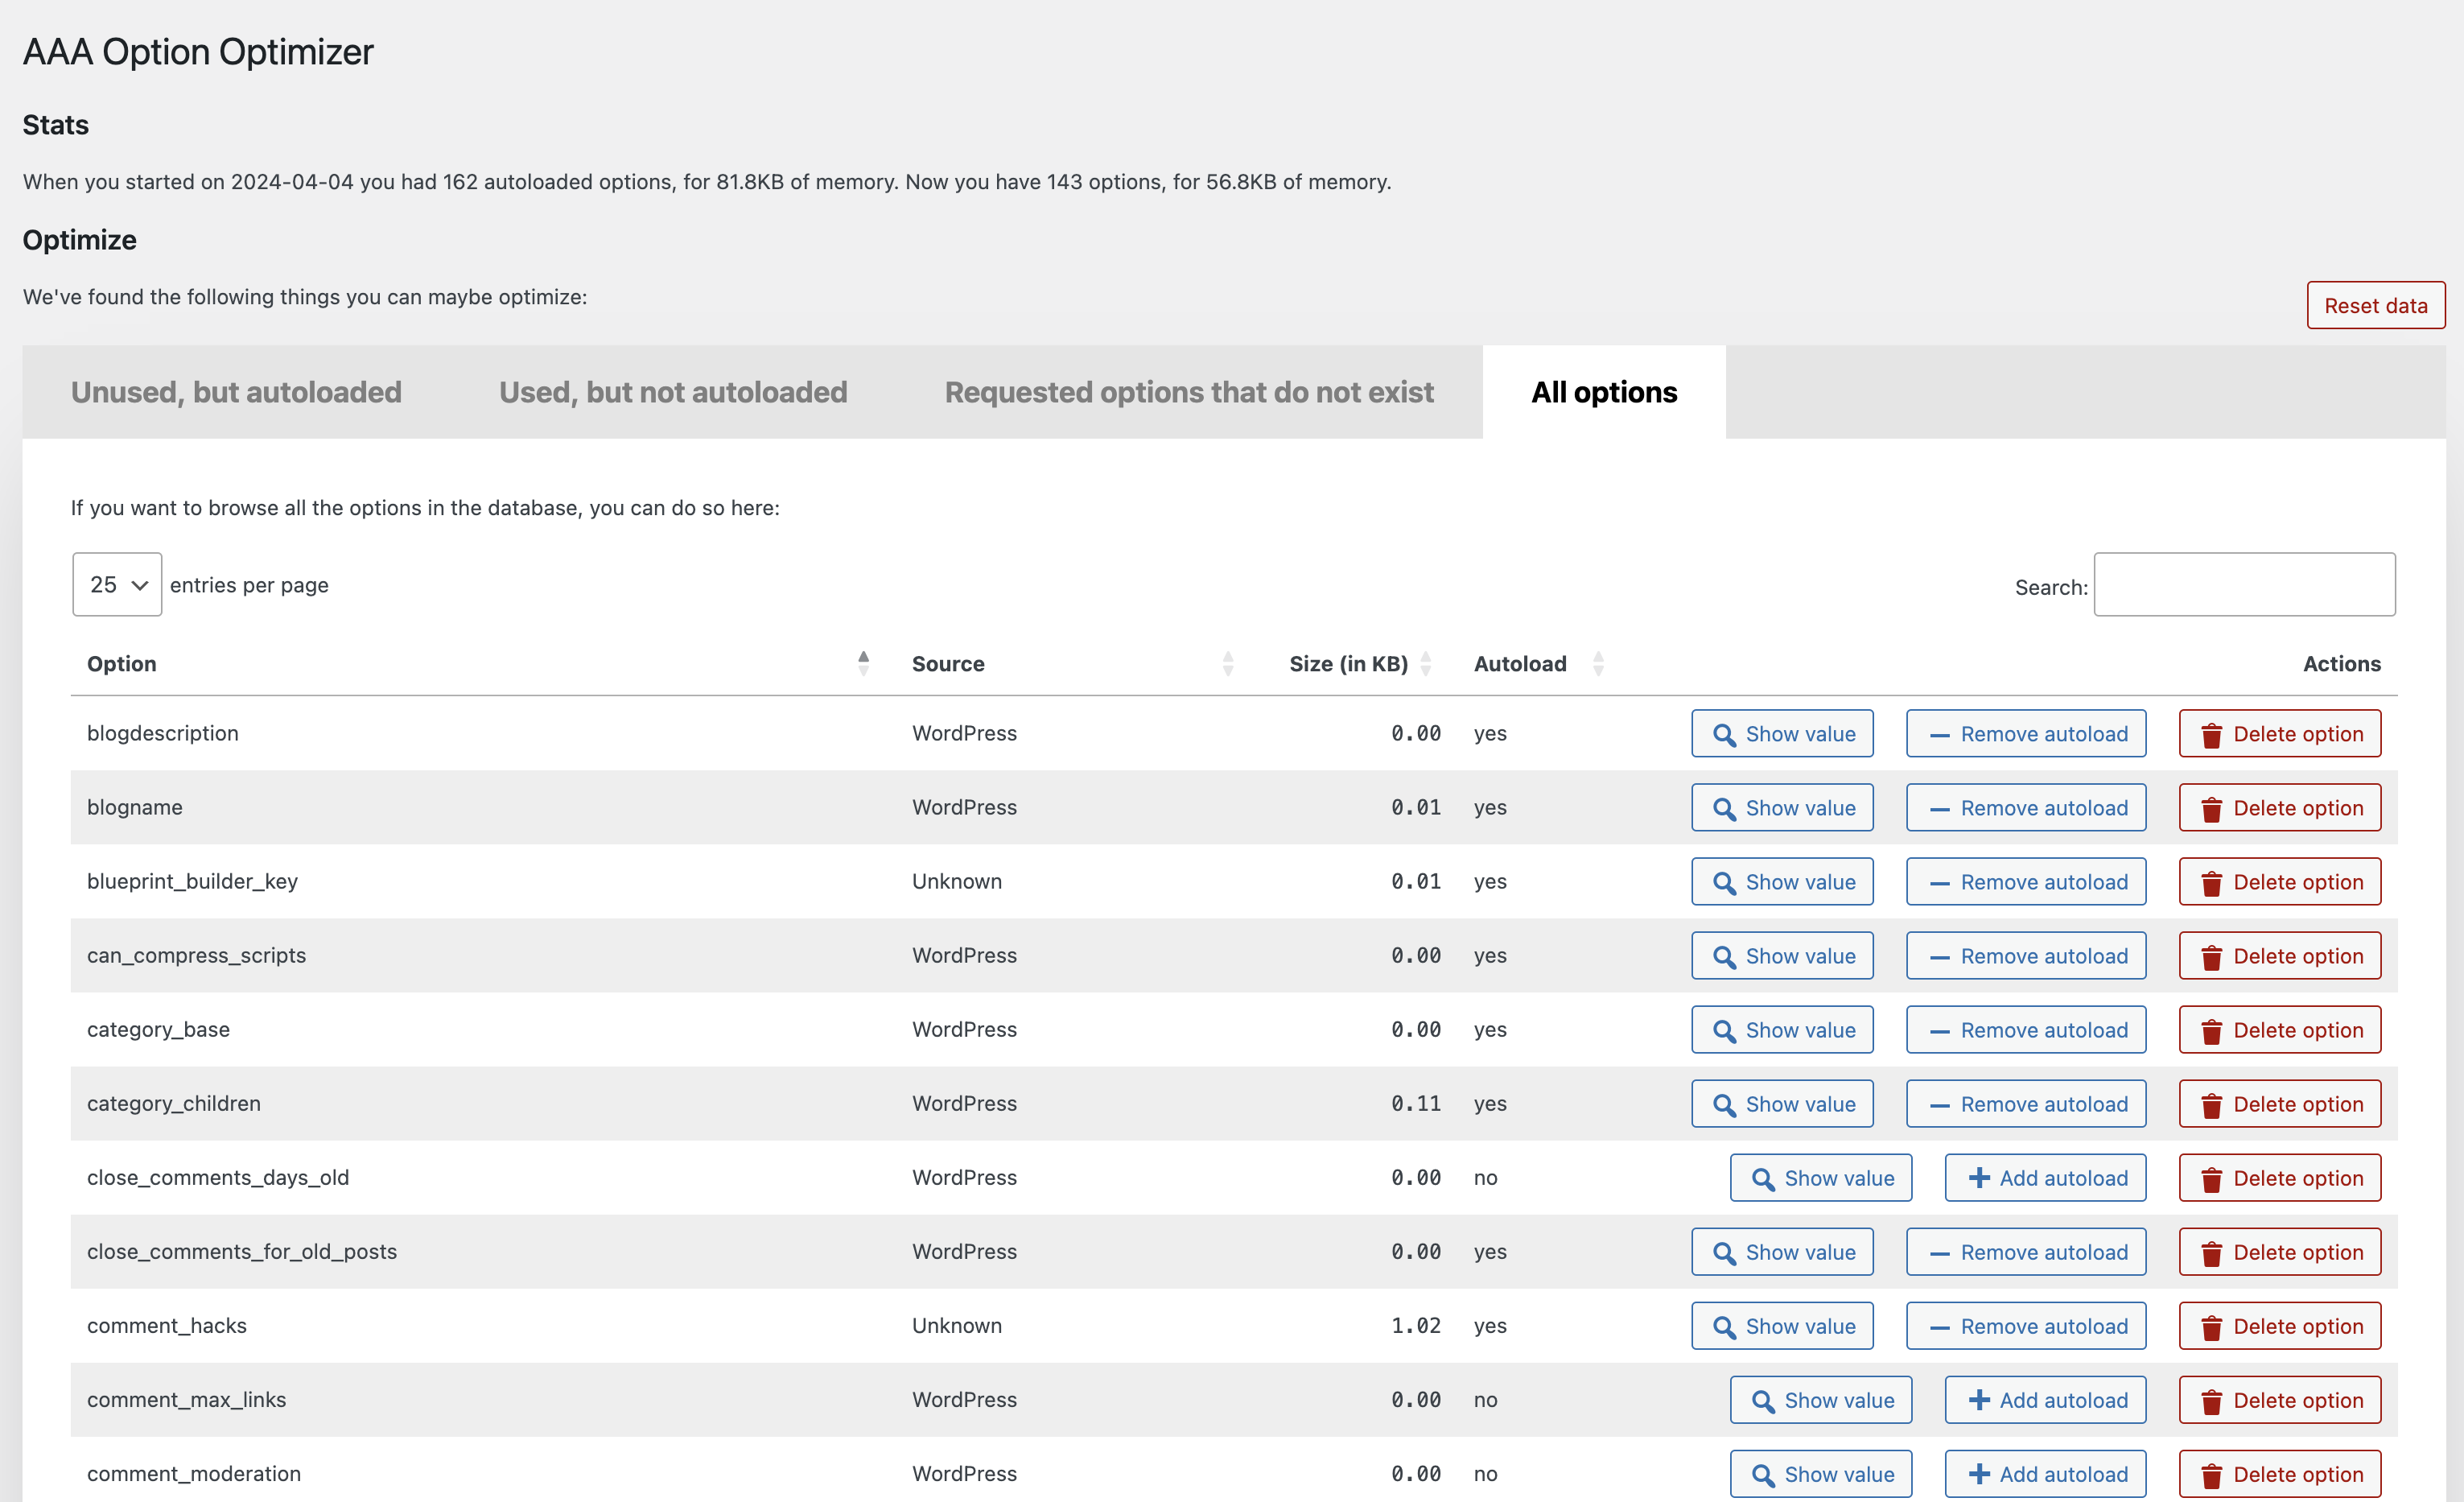 AAA Option Optimizer
Stats
When you started on 2024-04-04 you had 162 autoloaded options, for 81.8KB of memory. Now you have 143 options, for 56.8KB of memory.
Optimize
We've found the following things you can maybe optimize:
Reset data
Unused, but autoloaded Used, but not autoloaded Requested options that do not exist All options
If you want to browse all the options in the database, you can do so here:
25 entries per page Search:
Option Source Size (in KB) Autoload Actions
blogdescription WordPress 0.00 yes Show value Remove autoload Delete option
blogname WordPress 0.01 yes Show value Remove autoload Delete option
blueprint_builder_key Unknown 0.01 yes Show value Remove autoload Delete option
can_compress_scripts WordPress 0.00 yes Show value Remove autoload Delete option
category_base WordPress 0.00 yes Show value Remove autoload Delete option
category_children WordPress 0.11 yes Show value Remove autoload Delete option
close_comments_days_old WordPress 0.00 no Show value Add autoload Delete option
close_comments_for_old_posts WordPress 0.00 yes Show value Remove autoload Delete option
comment_hacks Unknown 1.02 yes Show value Remove autoload Delete option
comment_max_links WordPress 0.00 no Show value Add autoload Delete option
comment_moderation WordPress 0.00 no Show value Add autoload Delete option